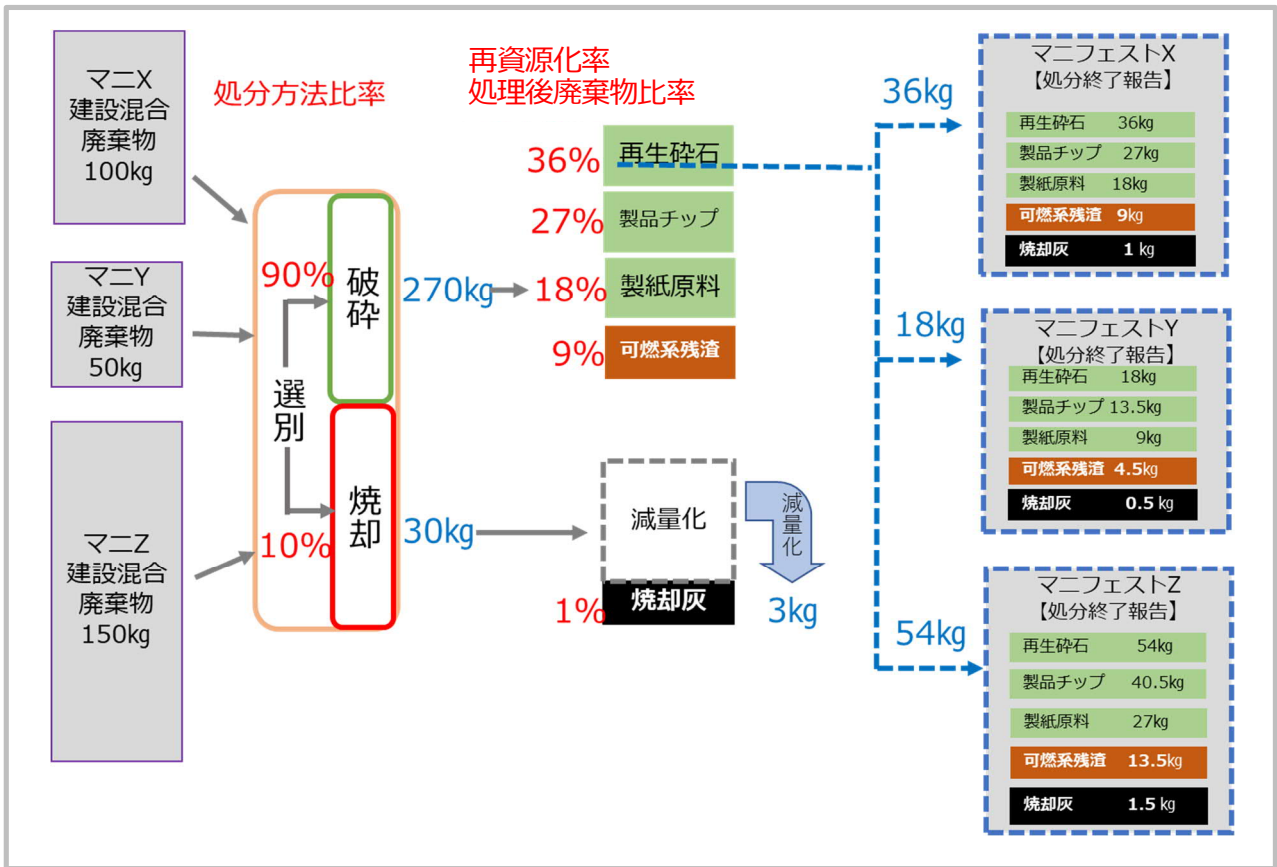 マニX
建設混合
廃棄物
100kg
マニY
建設混合
廃棄物
50kg
マニZ
建設混合
廃棄物
150kg
処分方法比率
90%
破砕
選別
10%
焼却
270kg
30kg
再資源化率
処理後廃棄物比率
36%
再生砕石
27%
製品チップ
18%
製紙原料
9%
可燃系残渣
減量化
減量化
1%
焼却灰
3kg
36kg
18kg
54kg
マニフェストX
【処分終了報告】
再生砕石 36kg
製品チップ 27kg
製紙原料 18kg
可燃系残渣 9kg
焼却灰 1 kg
マニフェストY
【処分終了報告】
再生砕石 18kg
製品チップ 13.5kg
製紙原料 9kg
可燃系残渣 4.5kg
焼却灰 0.5 kg
マニフェストZ
【処分終了報告】
再生砕石 54kg
製品チップ 40.5kg
製紙原料 27kg
可燃系残渣 13.5kg
焼却灰 1.5 kg